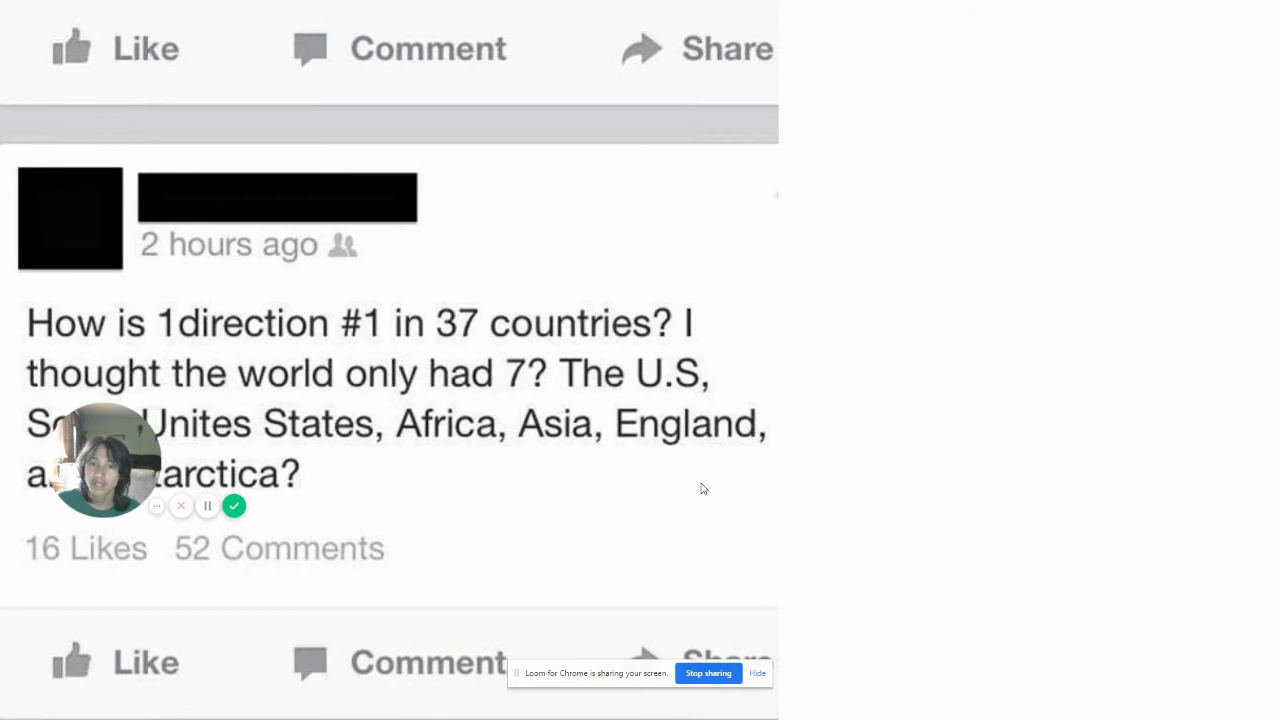 Like Comment Share
2 hours ago
How is 1direction #1 in 37 countries? I
thought the world only had 7? The U.S,
Unites States, Africa, Asia, England,
16 Likes 52 Comments
Like Comment Share
Loom for Chrome is sharing your screen. Stop sharing Hide